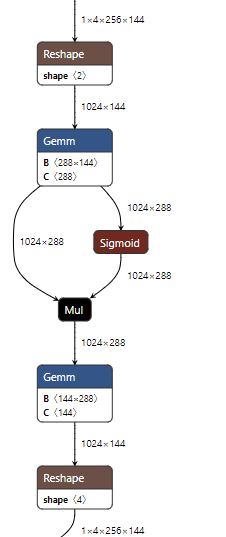 1×4×256×144
Reshape
shape ⟨2⟩
1024×144
Gemm
B ⟨288×144⟩
C ⟨288⟩
1024×288
1024×288
Sigmoid
1024×288
Mul
1024×288
Gemm
B ⟨144×288⟩
C ⟨144⟩
1024×144
Reshape
shape ⟨4⟩
1×4×256×144